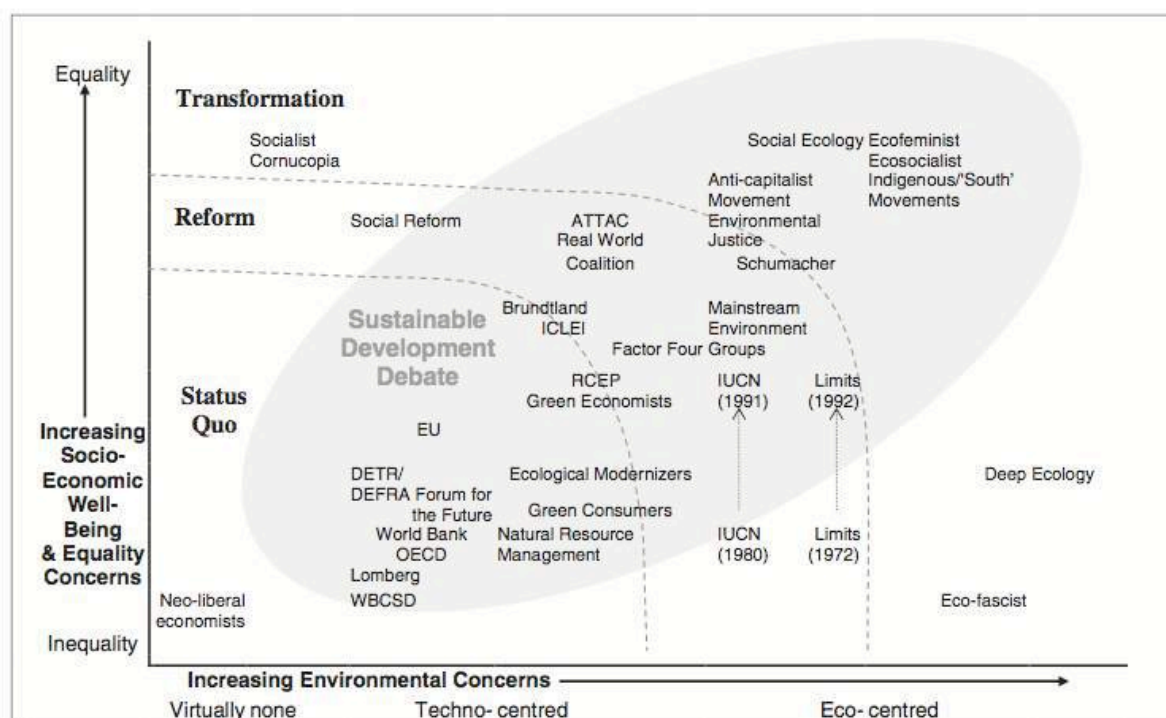 Equality
Transformation
Socialist
Cornucopia
Social Ecology Ecofeminist
Ecosocialist
Indigenous/'South'
Movements
Anti-capitalist
Movement
Environmental
Justice
Reform
Social Reform
ATTAC
Real World
Coalition
Schumacher
Sustainable
Development
Debate
Brundtland
ICLEI
Mainstream
Environment
Factor Four Groups
Status
Quo
RCEP
Green Economists
IUCN
(1991)
Limits
(1992)
EU
Increasing
Socio-
Economic
Well-
Being
& Equality
Concerns
DETR/
DEFRA Forum for
the Future
Ecological Modernizers
Green Consumers
Deep Ecology
World Bank
OECD
Natural Resource
Management
IUCN
(1980)
Limits
(1972)
Lomberg
WBCSD
Neo-liberal
economists
Eco-fascist
Inequality
Increasing Environmental Concerns
Virtually none
Techno- centred
Eco- centred